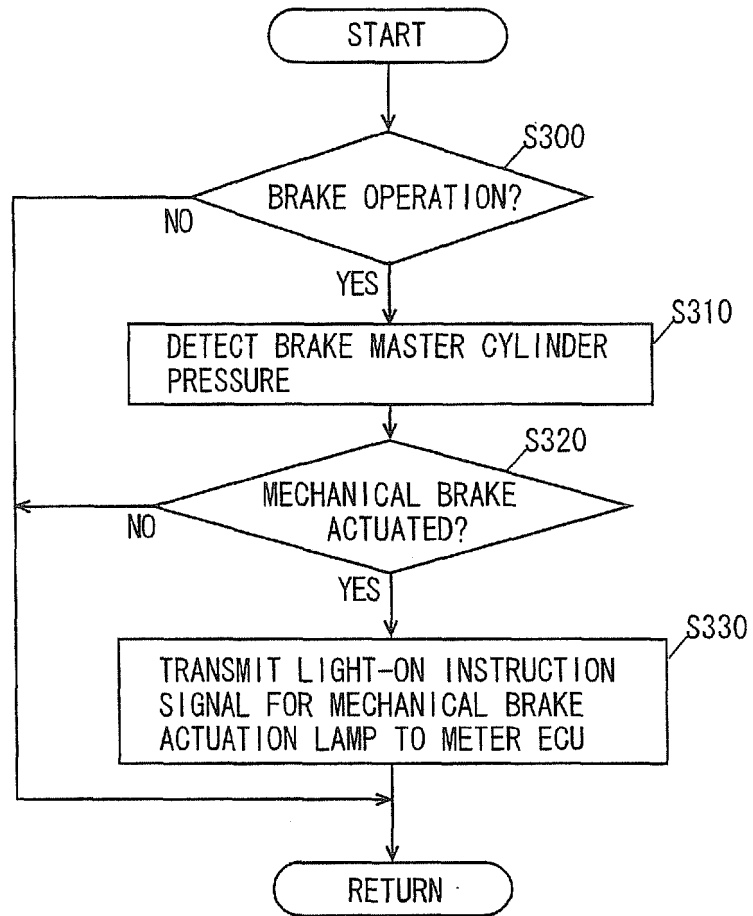 START
S300
BRAKE OPERATION?
NO
YES
S310
DETECT BRAKE MASTER CYLINDER
PRESSURE
S320
MECHANICAL BRAKE
ACTUATED?
NO
YES
S330
TRANSMIT LIGHT-ON INSTRUCTION
SIGNAL FOR MECHANICAL BRAKE
ACTUATION LAMP TO METER ECU
RETURN